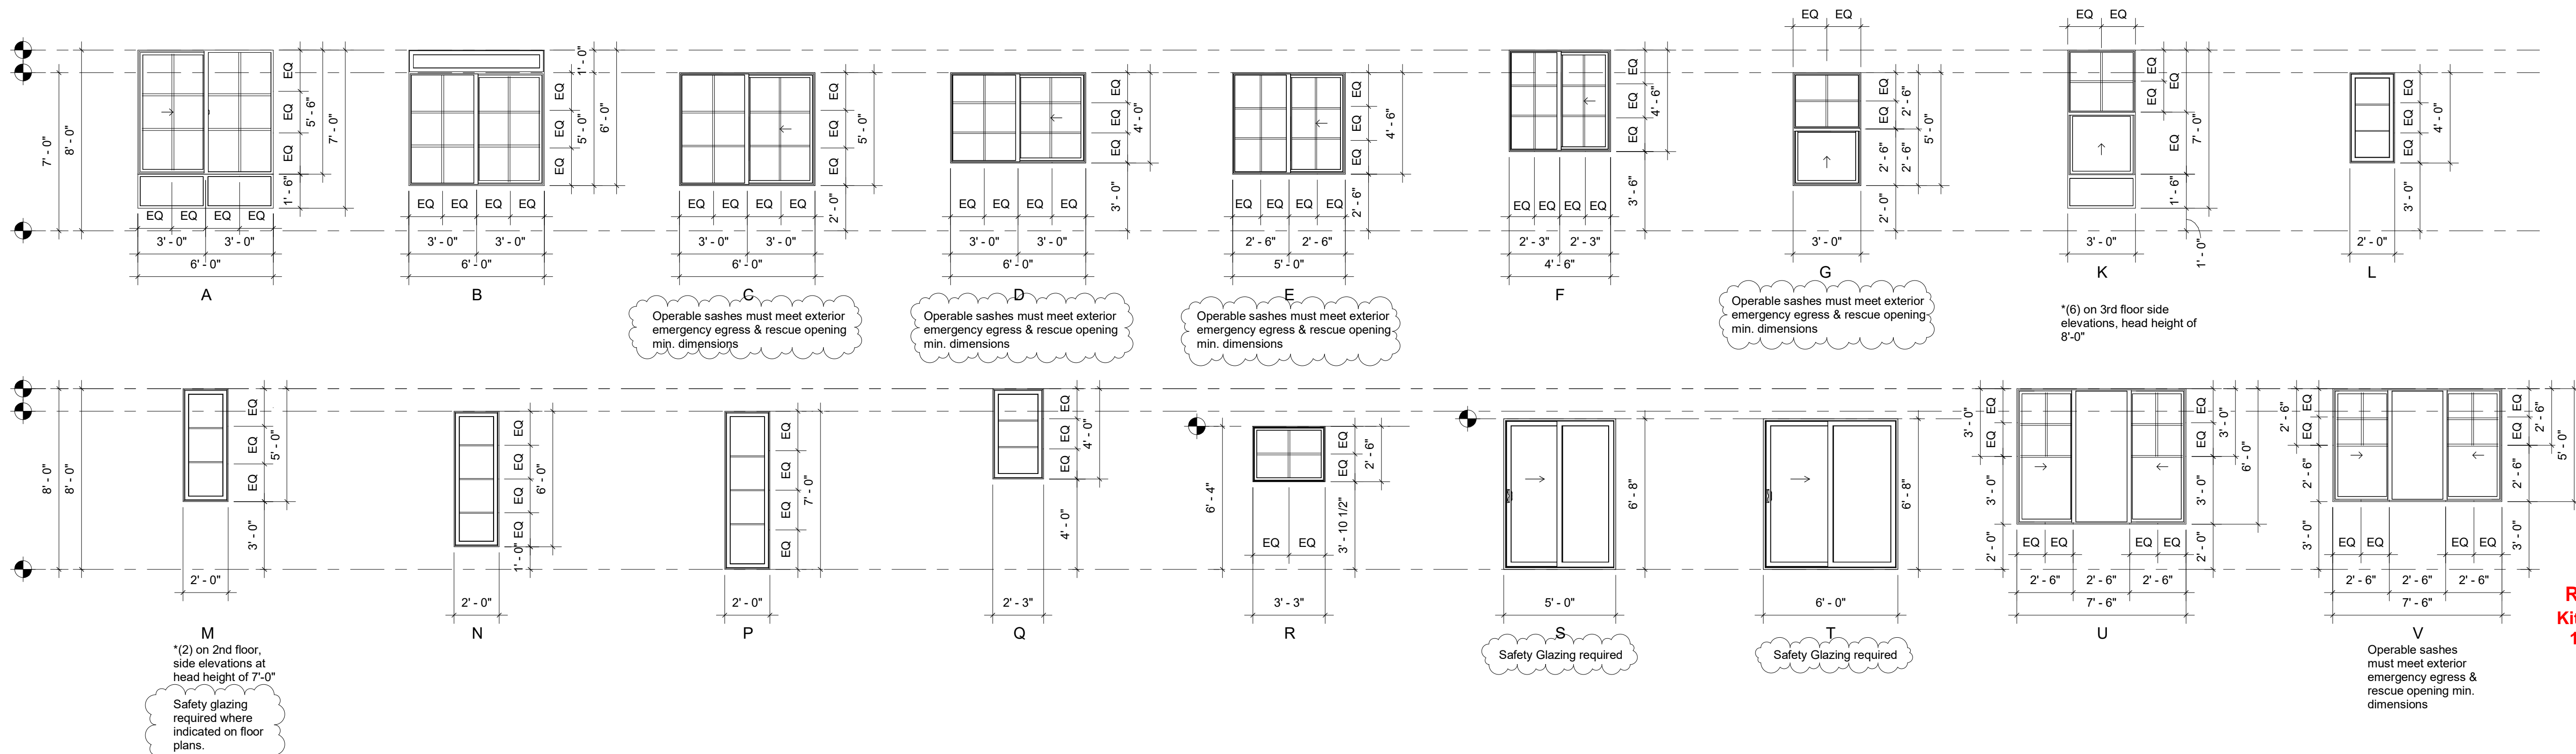 EQ EQ EQ EQ
7' - 0" 8' - 0"
EQ EQ EQ 5' - 6" 1' - 6" 7' - 0"
EQ EQ EQ EQ
3' - 0" 3' - 0"
6' - 0"
A
1' - 0" EQ EQ EQ 5' - 0" 6' - 0"
EQ EQ EQ EQ
3' - 0" 3' - 0"
6' - 0"
B
EQ EQ EQ 2' - 0" 5' - 0"
EQ EQ EQ EQ
3' - 0" 3' - 0"
6' - 0"
C
Operable sashes must meet exterior
emergency egress & rescue opening
min. dimensions
EQ EQ EQ 3' - 0" 4' - 0"
EQ EQ EQ EQ
3' - 0" 3' - 0"
6' - 0"
D
Operable sashes must meet exterior
emergency egress & rescue opening
min. dimensions
EQ EQ EQ 2' - 6" 4' - 6"
EQ EQ EQ EQ
2' - 6" 2' - 6"
5' - 0"
E
Operable sashes must meet exterior
emergency egress & rescue opening
min. dimensions
EQ EQ EQ 4' - 6" 3' - 6"
EQ EQ EQ EQ
2' - 3" 2' - 3"
4' - 6"
F
EQ EQ 2' - 6" 2' - 6" 2' - 6" 2' - 0" 5' - 0"
3' - 0"
G
Operable sashes must meet exterior
emergency egress & rescue opening
min. dimensions
EQ EQ
EQ EQ EQ EQ 1' - 6" 7' - 0" 1' - 0"
3' - 0"
K
*(6) on 3rd floor side
elevations, head height of
8'-0"
EQ EQ EQ 4' - 0" 3' - 0"
2' - 0"
L
8' - 0" 8' - 0"
EQ EQ EQ 5' - 0" 3' - 0"
2' - 0"
M
*(2) on 2nd floor,
side elevations at
head height of 7'-0"
Safety glazing
required where
indicated on floor
plans.
EQ EQ EQ EQ 1' - 0" 6' - 0"
2' - 0"
N
EQ EQ EQ EQ 7' - 0"
2' - 0"
P
EQ EQ EQ 4' - 0" 4' - 0"
2' - 3"
Q
6' - 4"
EQ EQ 2' - 6" 3' - 10 1/2"
EQ EQ
3' - 3"
R
6' - 8"
5' - 0"
S
Safety Glazing required
6' - 8"
6' - 0"
T
Safety Glazing required
3' - 0" EQ EQ 3' - 0" 2' - 0"
EQ EQ 3' - 0" 3' - 0" 2' - 0" 6' - 0"
EQ EQ EQ EQ
2' - 6" 2' - 6" 2' - 6"
7' - 6"
U
2' - 6" EQ EQ 2' - 6" 3' - 0"
2' - 6" 2' - 6" 3' - 0" 5' - 0"
EQ EQ EQ EQ
2' - 6" 2' - 6" 2' - 6"
7' - 6"
V
Operable sashes
must meet exterior
emergency egress &
rescue opening min.
dimensions